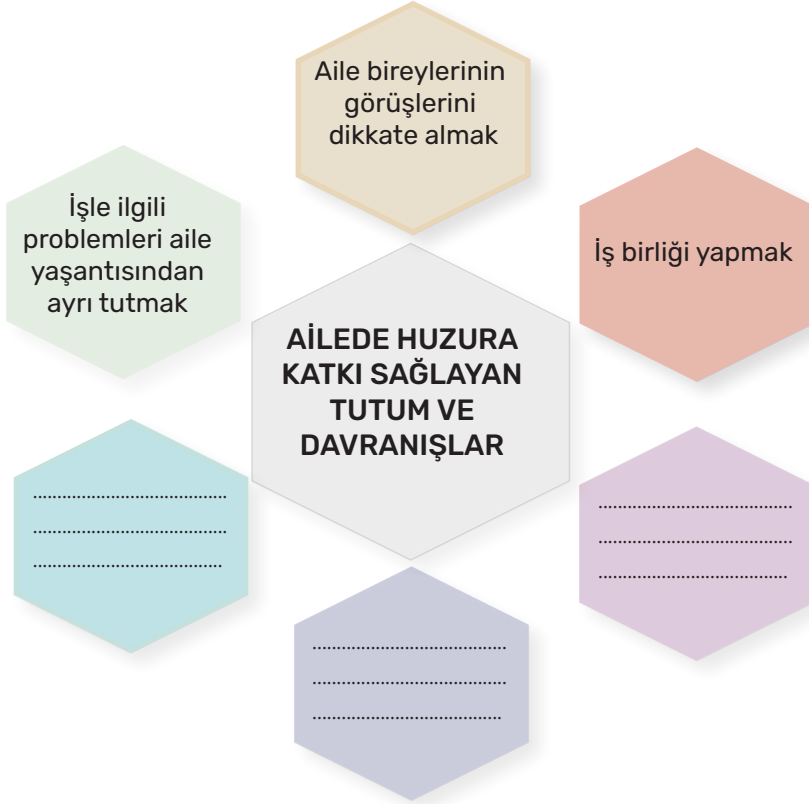 Aile bireylerinin
görüşlerini
dikkate almak
İşle ilgili
problemleri aile
yaşantısından
ayrı tutmak
İş birliği yapmak
AİLEDE HUZURA
KATKI SAĞLAYAN
TUTUM VE
DAVRANIŞLAR